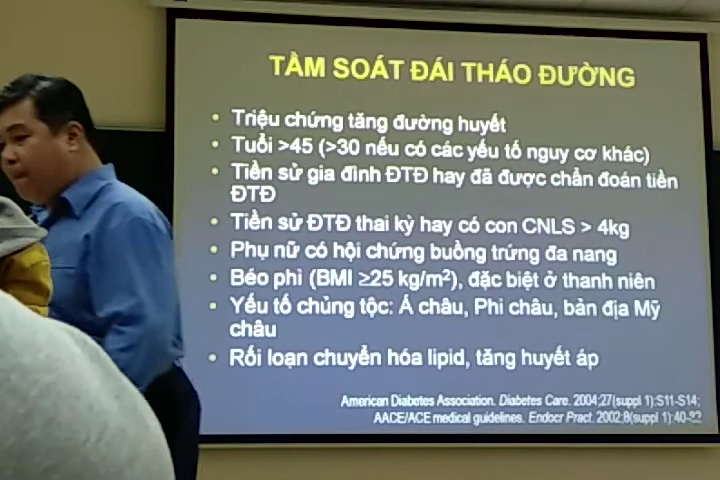 TẦM SOÁT ĐÁI THÁO ĐƯỜNG
• Triệu chứng tăng đường huyết
• Tuổi >45 (>30 nếu có các yếu tố nguy cơ khác)
• Tiền sử gia đình ĐTĐ hay đã được chẩn đoán tiền
ĐTĐ
• Tiền sử ĐTĐ thai kỳ hay có con CNLS > 4kg
• Phụ nữ có hội chứng buồng trứng đa nang
• Béo phì (BMI ≥25 kg/m²), đặc biệt ở thanh niên
• Yếu tố chủng tộc: Á châu, Phi châu, bản địa Mỹ
châu
• Rối loạn chuyển hóa lipid, tăng huyết áp
American Diabetes Association. Diabetes Care. 2004;27(suppl 1):S11-S14;
AACE/ACE medical guidelines. Endocr Pract. 2002;8(suppl 1):40-82